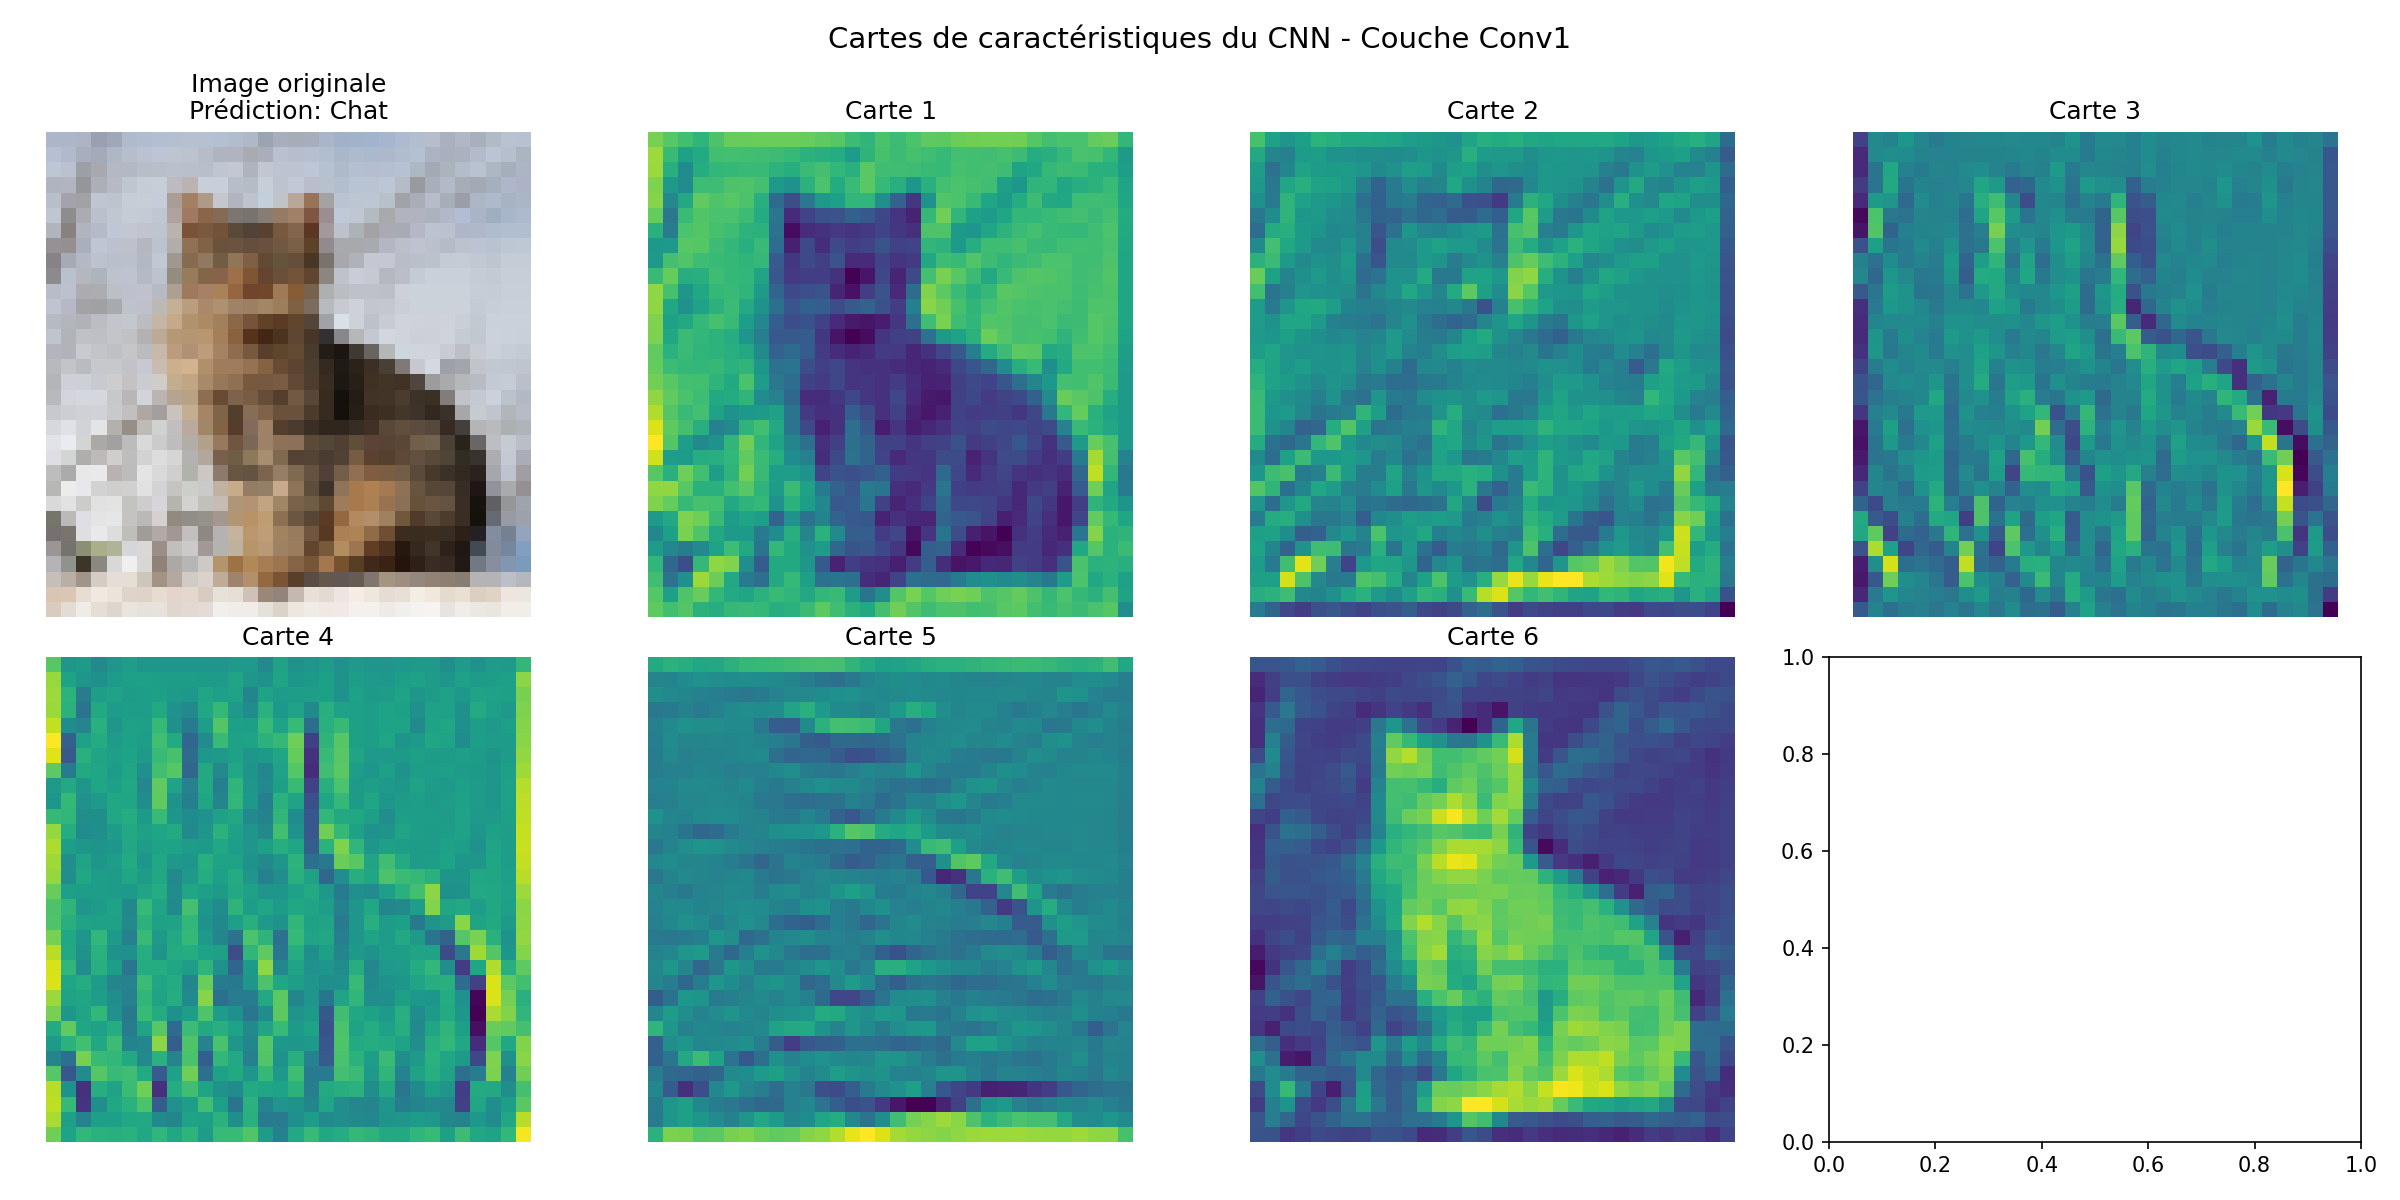 Cartes de caractéristiques du CNN - Couche Conv1
Image originale
Prédiction: Chat
Carte 1
Carte 2
Carte 3
Carte 4
Carte 5
Carte 6
1.0
0.8
0.6
0.4
0.2
0.0
0.0 0.2 0.4 0.6 0.8 1.0